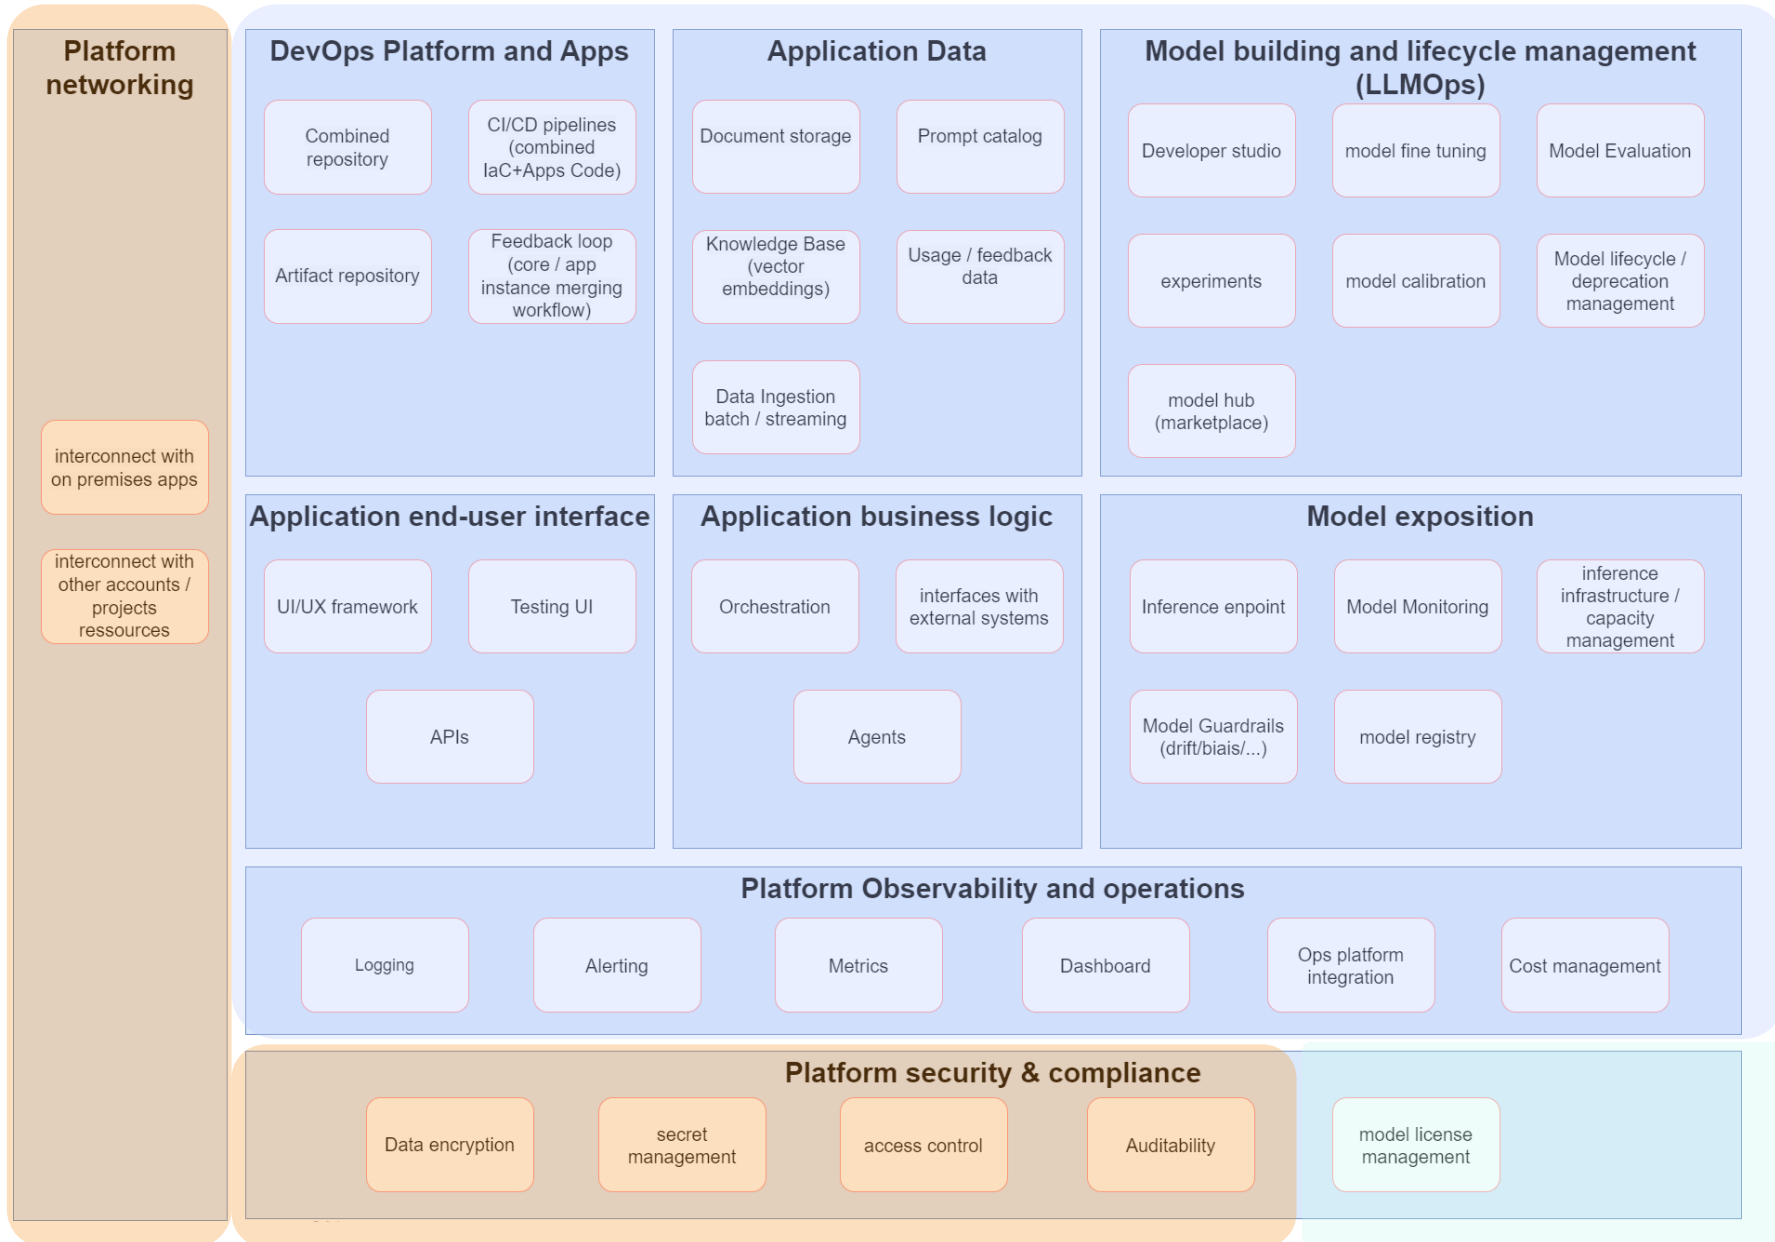 Platform
networking
interconnect with
on premises apps
interconnect with
other accounts /
projects
ressources
DevOps Platform and Apps
Combined
repository
CI/CD pipelines
(combined
IaC+Apps Code)
Artifact repository
Feedback loop
(core / app
instance merging
workflow)
Application Data
Document storage
Prompt catalog
Knowledge Base
(vector
embeddings)
Usage / feedback
data
Data Ingestion
batch / streaming
Model building and lifecycle management
(LLMOps)
Developer studio
model fine tuning
Model Evaluation
experiments
model calibration
Model lifecycle /
deprecation
management
model hub
(marketplace)
Application end-user interface
UI/UX framework
Testing UI
APIs
Application business logic
Orchestration
interfaces with
external systems
Agents
Model exposition
Inference enpoint
Model Monitoring
inference
infrastructure /
capacity
management
Model Guardrails
(drift/biais/...)
model registry
Platform Observability and operations
Logging
Alerting
Metrics
Dashboard
Ops platform
integration
Cost management
Platform security & compliance
Data encryption
secret
management
access control
Auditability
model license
management